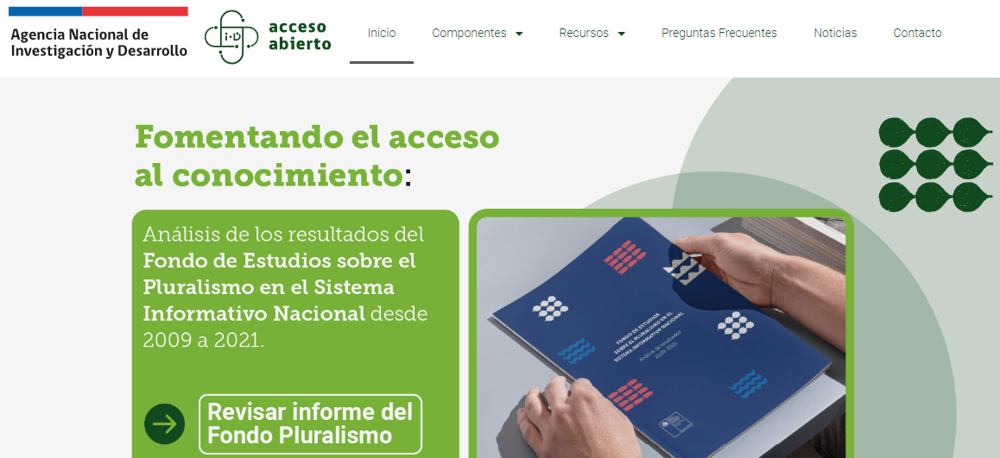 Agencia Nacional de
Investigación y Desarrollo
i·D
acceso
abierto
Inicio
Componentes
Recursos
Preguntas Frecuentes
Noticias
Contacto
Fomentando el acceso
al conocimiento:
Análisis de los resultados del
Fondo de Estudios sobre el
Pluralismo en el Sistema
Informativo Nacional desde
2009 a 2021.
Revisar informe del
Fondo Pluralismo
FONDO DE ESTUDIOS
SOBRE EL PLURALISMO EN EL
SISTEMA INFORMATIVO NACIONAL
Análisis de resultados
2009-2021